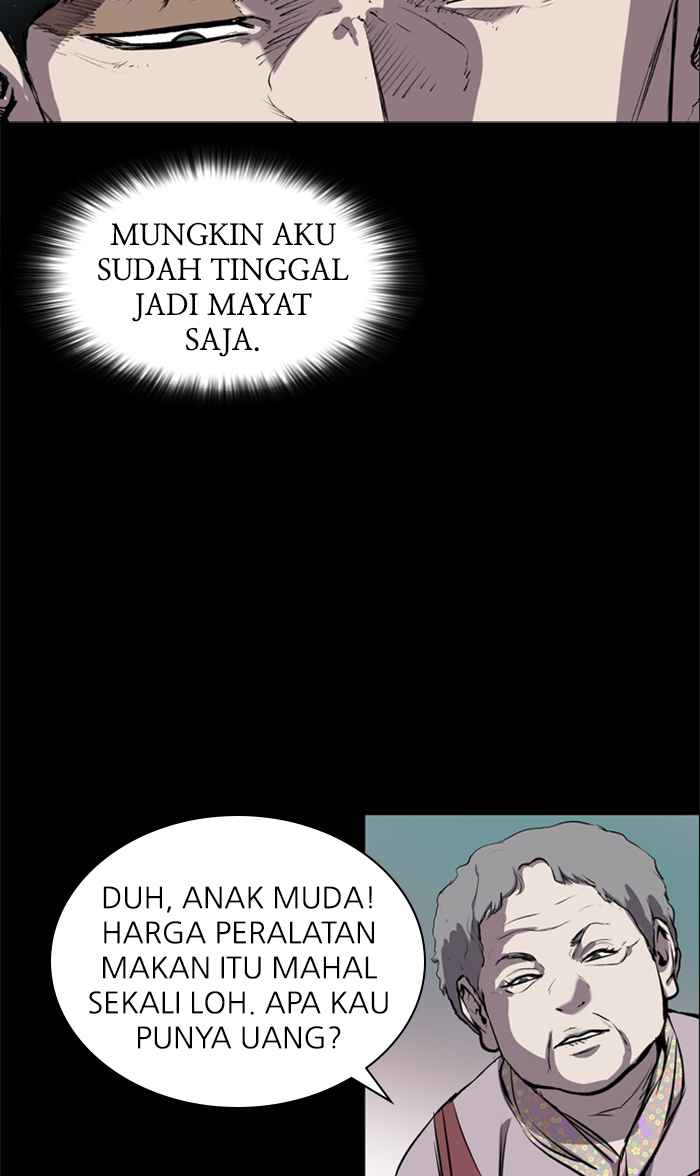 MUNGKIN AKU
SUDAH TINGGAL
JADI MAYAT
SAJA.
DUH, ANAK MUDA!
HARGA PERALATAN
MAKAN ITU MAHAL
SEKALI LOH. APA KAU
PUNYA UANG?